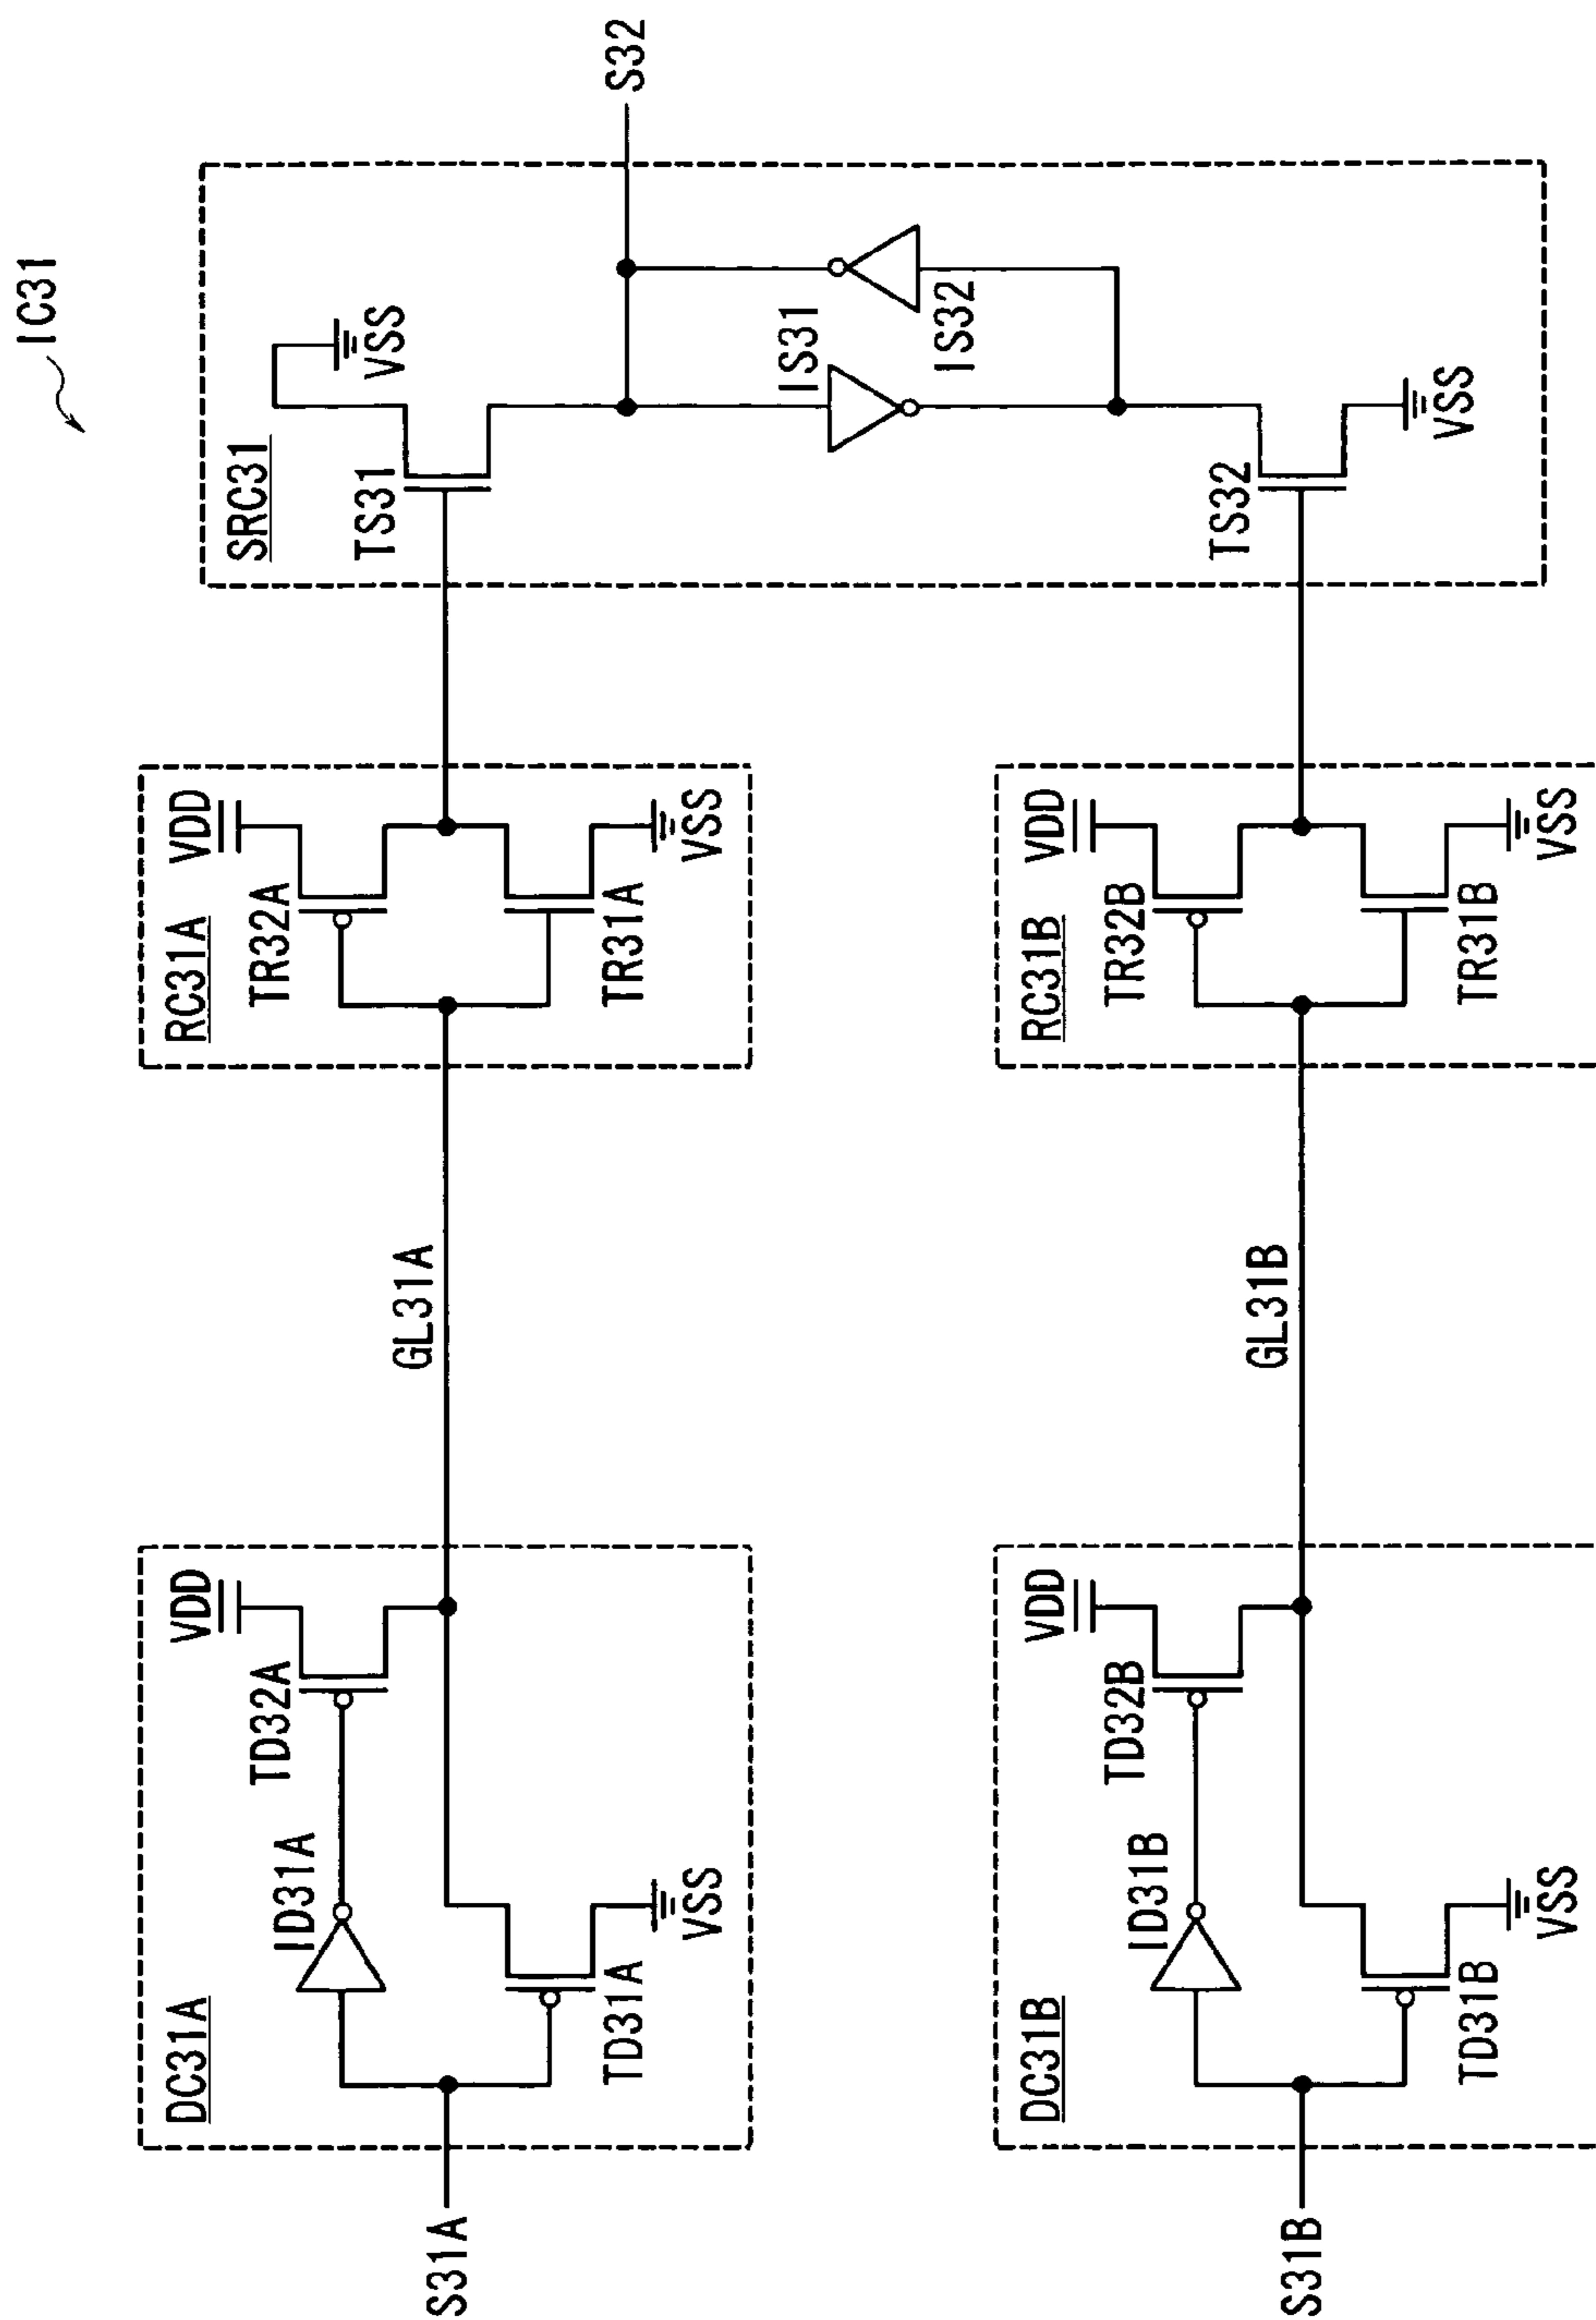 IC31
S32
SRC31
VSS
TS31
IS31
IS32
TS32
VSS
RC31A
VDD
TR32A
TR31A
VSS
RC31B
VDD
TR32B
TR31B
VSS
GL31A
GL31B
DC31A
VDD
TD32A
ID31A
TD31A
VSS
DC31B
VDD
TD32B
ID31B
TD31B
VSS
S31A
S31B